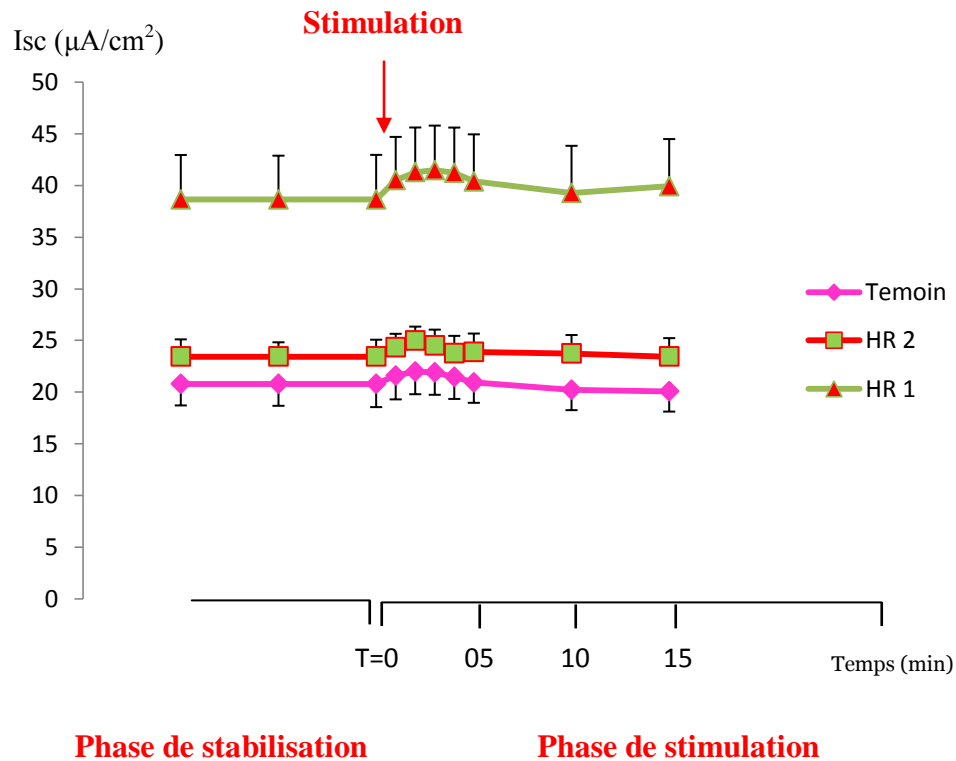 Stimulation
Isc (µA/cm²)
50
45
40
35
30
25
20
15
10
5
0
Temoin
HR 2
HR 1
T=0 05 10 15 Temps (min)
Phase de stabilisation Phase de stimulation